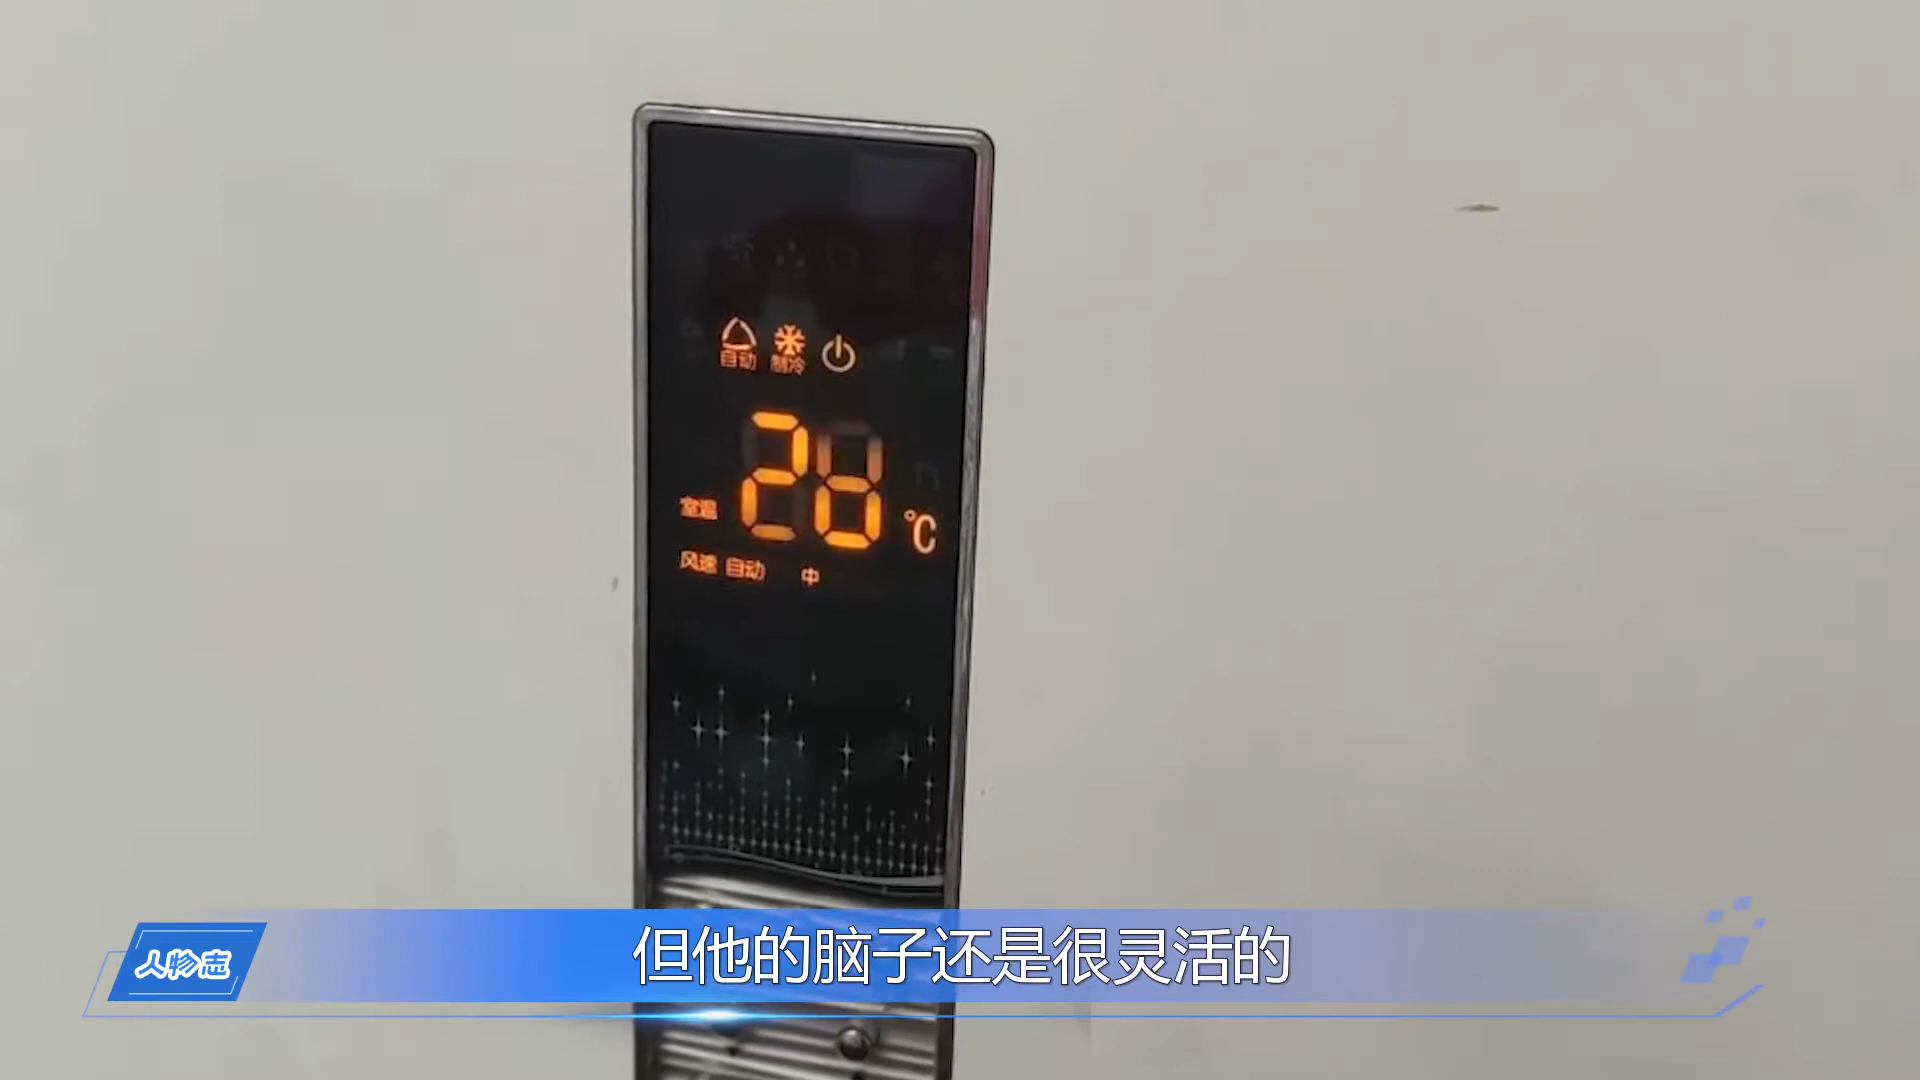 自动 制冷
28
室温 °C
风速 自动 中
人物志
但他的脑子还是很灵活的